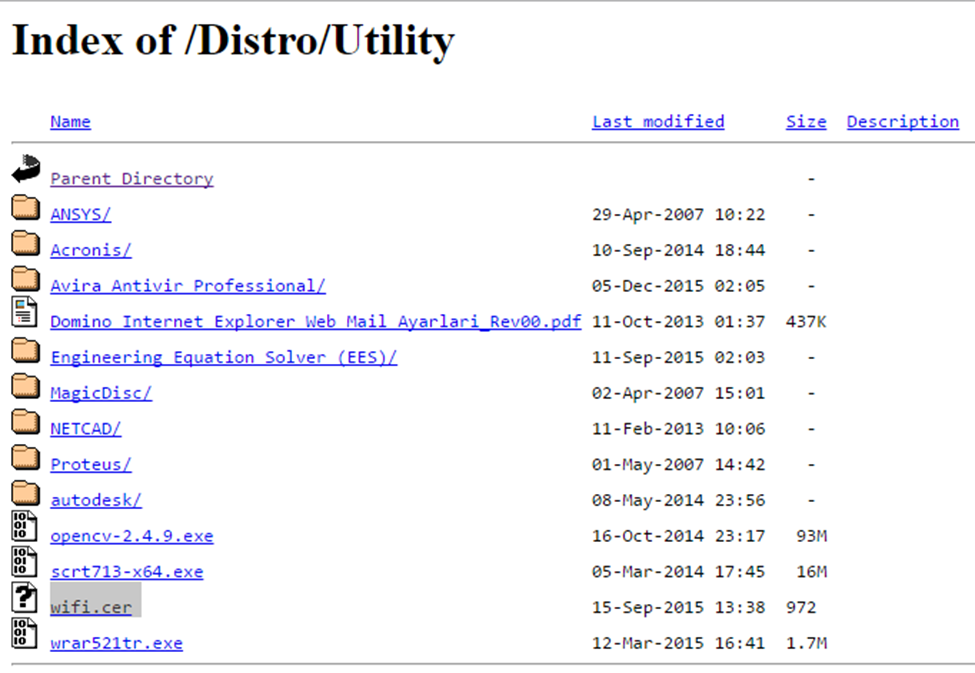 Index of /Distro/Utility
Name Last modified Size Description
Parent Directory -
ANSYS/ 29-Apr-2007 10:22 -
Acronis/ 10-Sep-2014 18:44 -
Avira Antivir Professional/ 05-Dec-2015 02:05 -
Domino Internet Explorer Web Mail Ayarlari_Rev00.pdf 11-Oct-2013 01:37 437K
Engineering Equation Solver (EES)/ 11-Sep-2015 02:03 -
MagicDisc/ 02-Apr-2007 15:01 -
NETCAD/ 11-Feb-2013 10:06 -
Proteus/ 01-May-2007 14:42 -
autodesk/ 08-May-2014 23:56 -
opencv-2.4.9.exe 16-Oct-2014 23:17 93M
scrt713-x64.exe 05-Mar-2014 17:45 16M
wifi.cer 15-Sep-2015 13:38 972
wrar521tr.exe 12-Mar-2015 16:41 1.7M